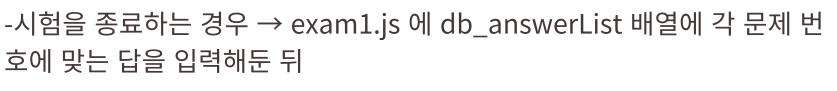 -시험을 종료하는 경우 → exam1.js 에 db_answerList 배열에 각 문제 번
호에 맞는 답을 입력해둔 뒤